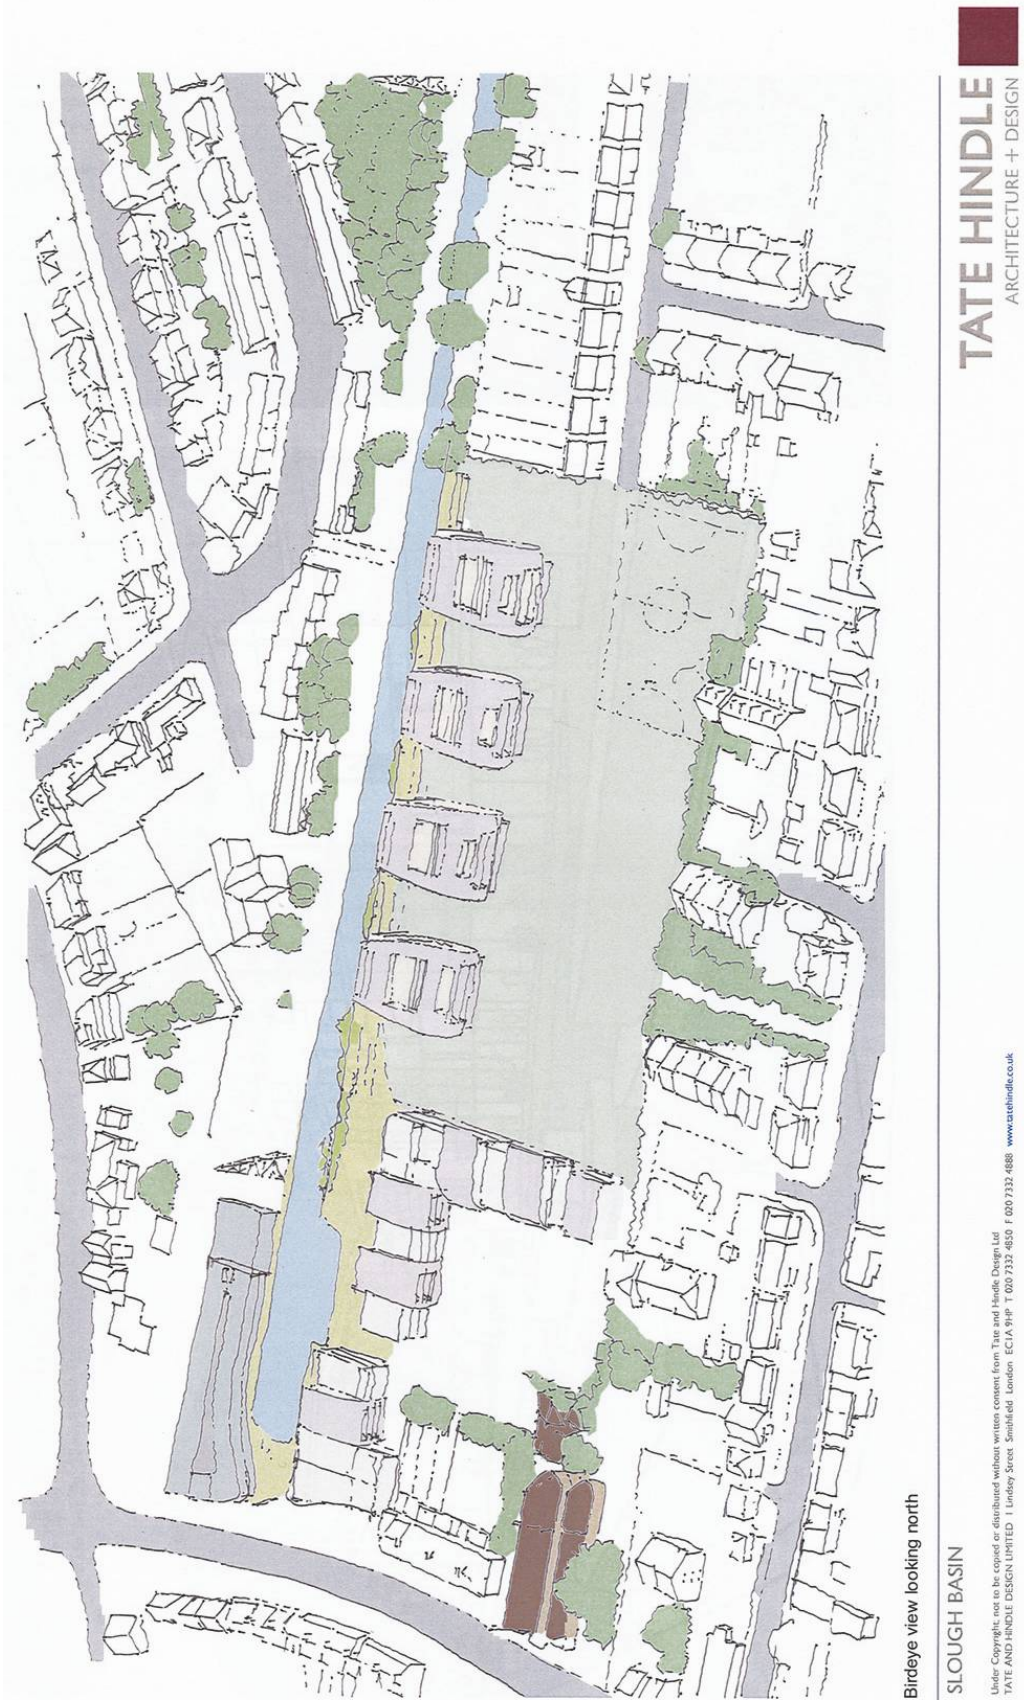 TATE HINDLE
ARCHITECTURE + DESIGN
Birdeye view looking north
SLOUGH BASIN
Under Copyright, not to be copied or distributed without written consent from Tate and Hindle Design Ltd
TATE AND HINDLE DESIGN LIMITED 1 Lindsey Street Smithfield London EC1A 9HP T 020 7332 4850 F 020 7332 4888 www.tatehindle.co.uk